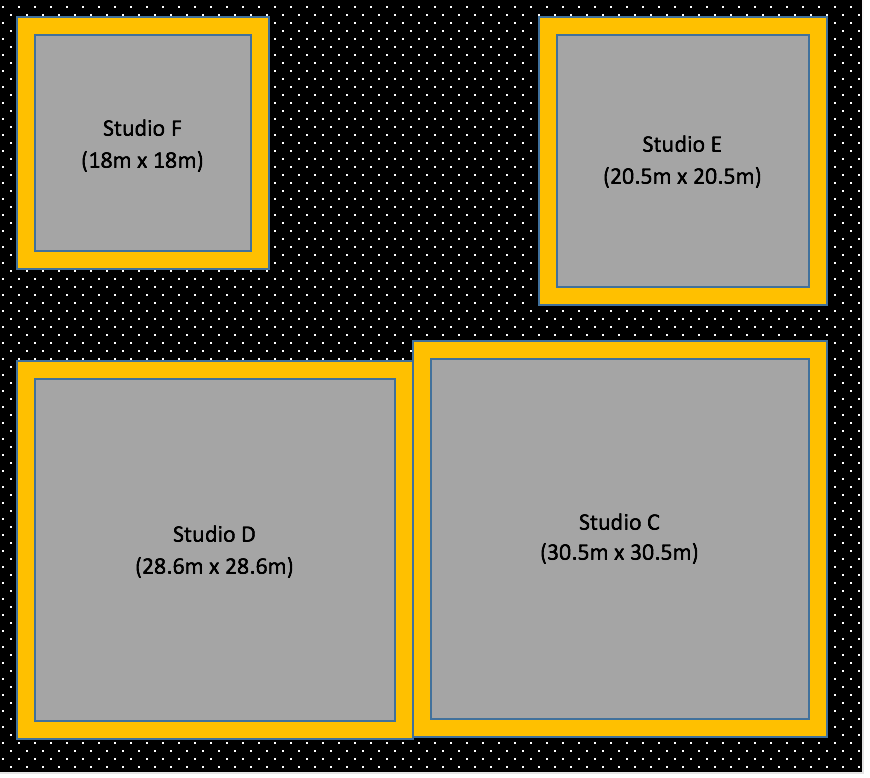 Studio F
(18m x 18m)
Studio E
(20.5m x 20.5m)
Studio D
(28.6m x 28.6m)
Studio C
(30.5m x 30.5m)